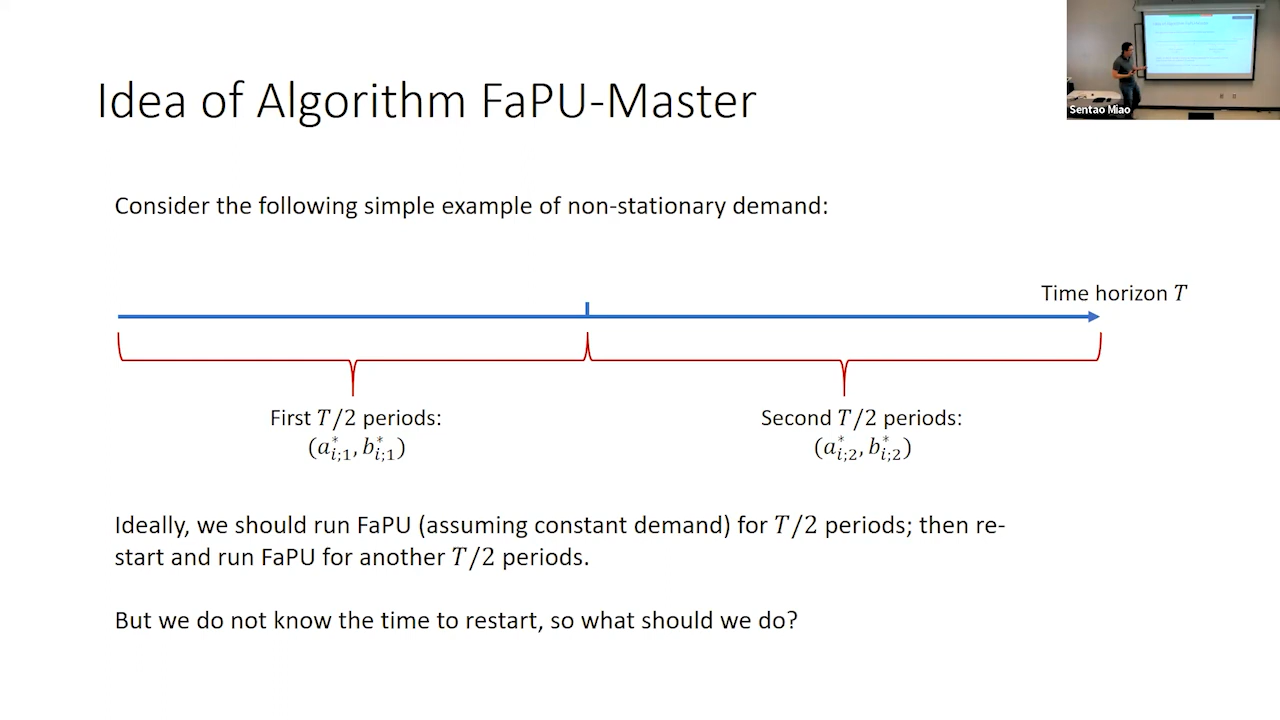 Idea of Algorithm FaPU-Master
Sentao Miao
Consider the following simple example of non-stationary demand:
Time horizon T
First T/2 periods:
(a*_{i;1}, b*_{i;1})
Second T/2 periods:
(a*_{i;2}, b*_{i;2})
Ideally, we should run FaPU (assuming constant demand) for T/2 periods; then re-
start and run FaPU for another T/2 periods.
But we do not know the time to restart, so what should we do?